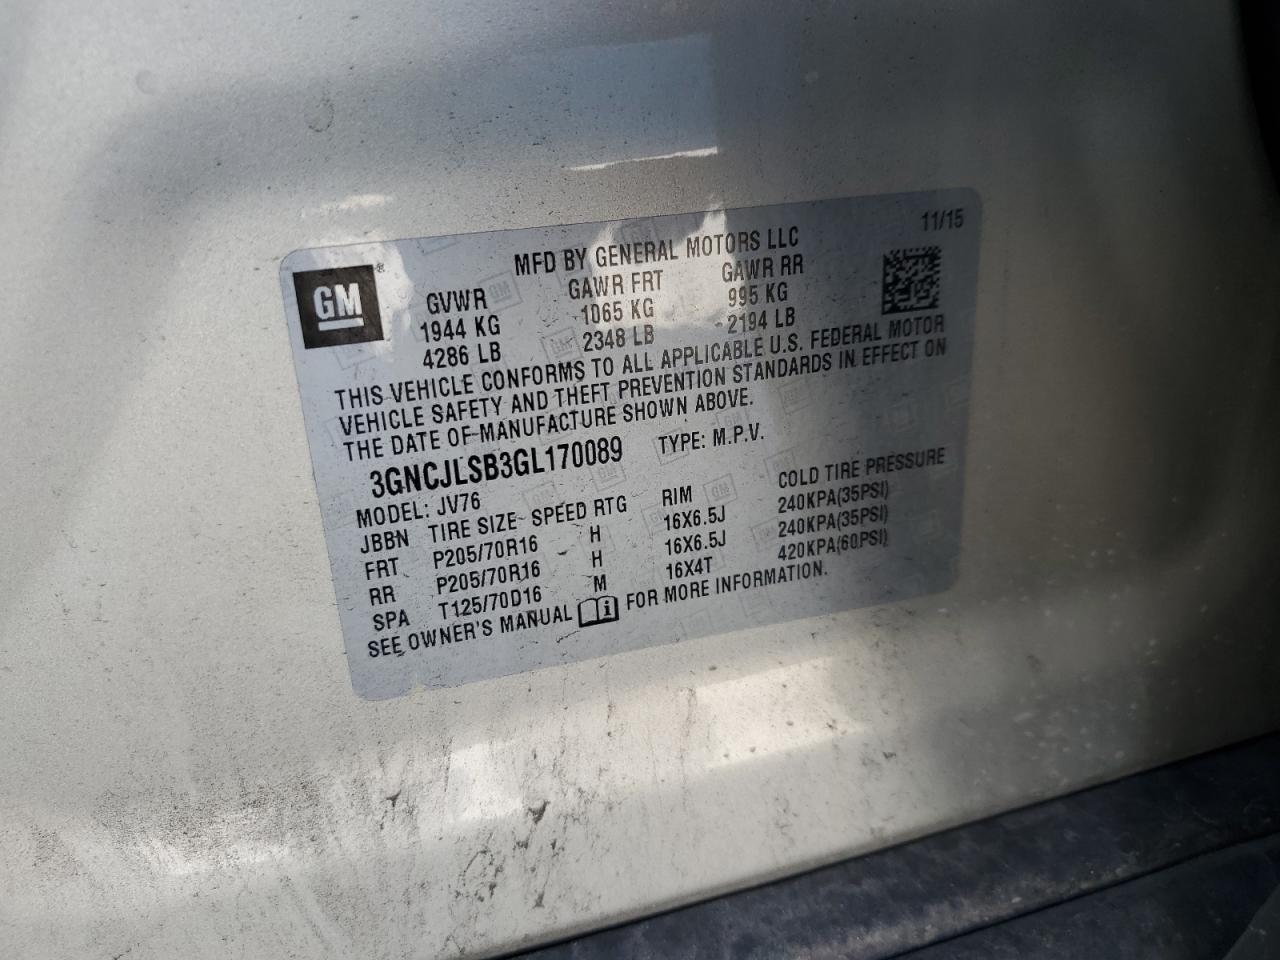 11/15
MFD BY GENERAL MOTORS LLC
GM®
GVWR GAWR FRT GAWR RR
1944 KG 1065 KG 995 KG
4286 LB 2348 LB 2194 LB
THIS VEHICLE CONFORMS TO ALL APPLICABLE U.S. FEDERAL MOTOR
VEHICLE SAFETY AND THEFT PREVENTION STANDARDS IN EFFECT ON
THE DATE OF MANUFACTURE SHOWN ABOVE.
3GNCJLSB3GL170089 TYPE: M.P.V.
MODEL: JV76
JBBN TIRE SIZE SPEED RTG RIM COLD TIRE PRESSURE
FRT P205/70R16 H 16X6.5J 240KPA(35PSI)
RR P205/70R16 H 16X6.5J 240KPA(35PSI)
SPA T125/70D16 M 16X4T 420KPA(60PSI)
SEE OWNER'S MANUAL i FOR MORE INFORMATION.